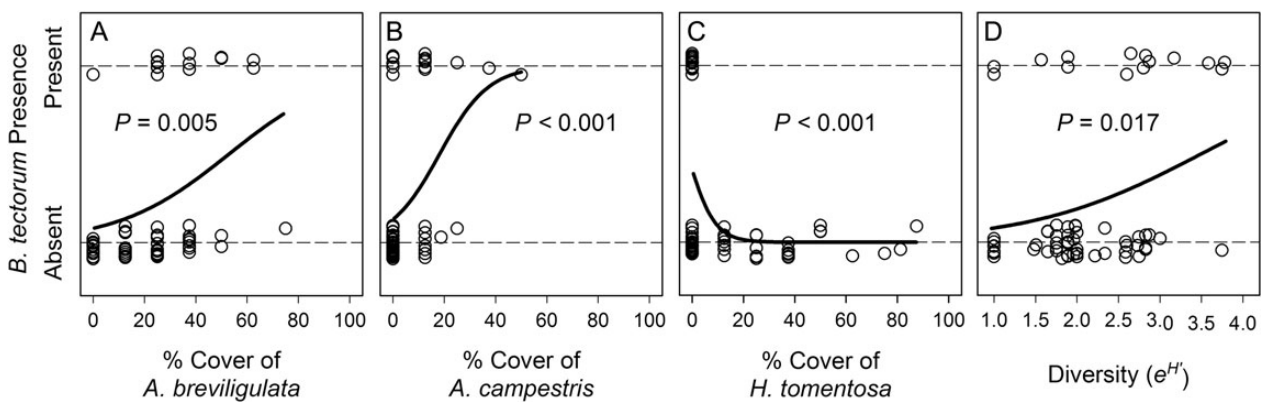 B. tectorum Presence
Absent Present
A
P = 0.005
0 20 40 60 80 100
% Cover of
A. breviligulata
B
P < 0.001
0 20 40 60 80 100
% Cover of
A. campestris
C
P < 0.001
0 20 40 60 80 100
% Cover of
H. tomentosa
D
P = 0.017
1.0 1.5 2.0 2.5 3.0 3.5 4.0
Diversity (e^H')